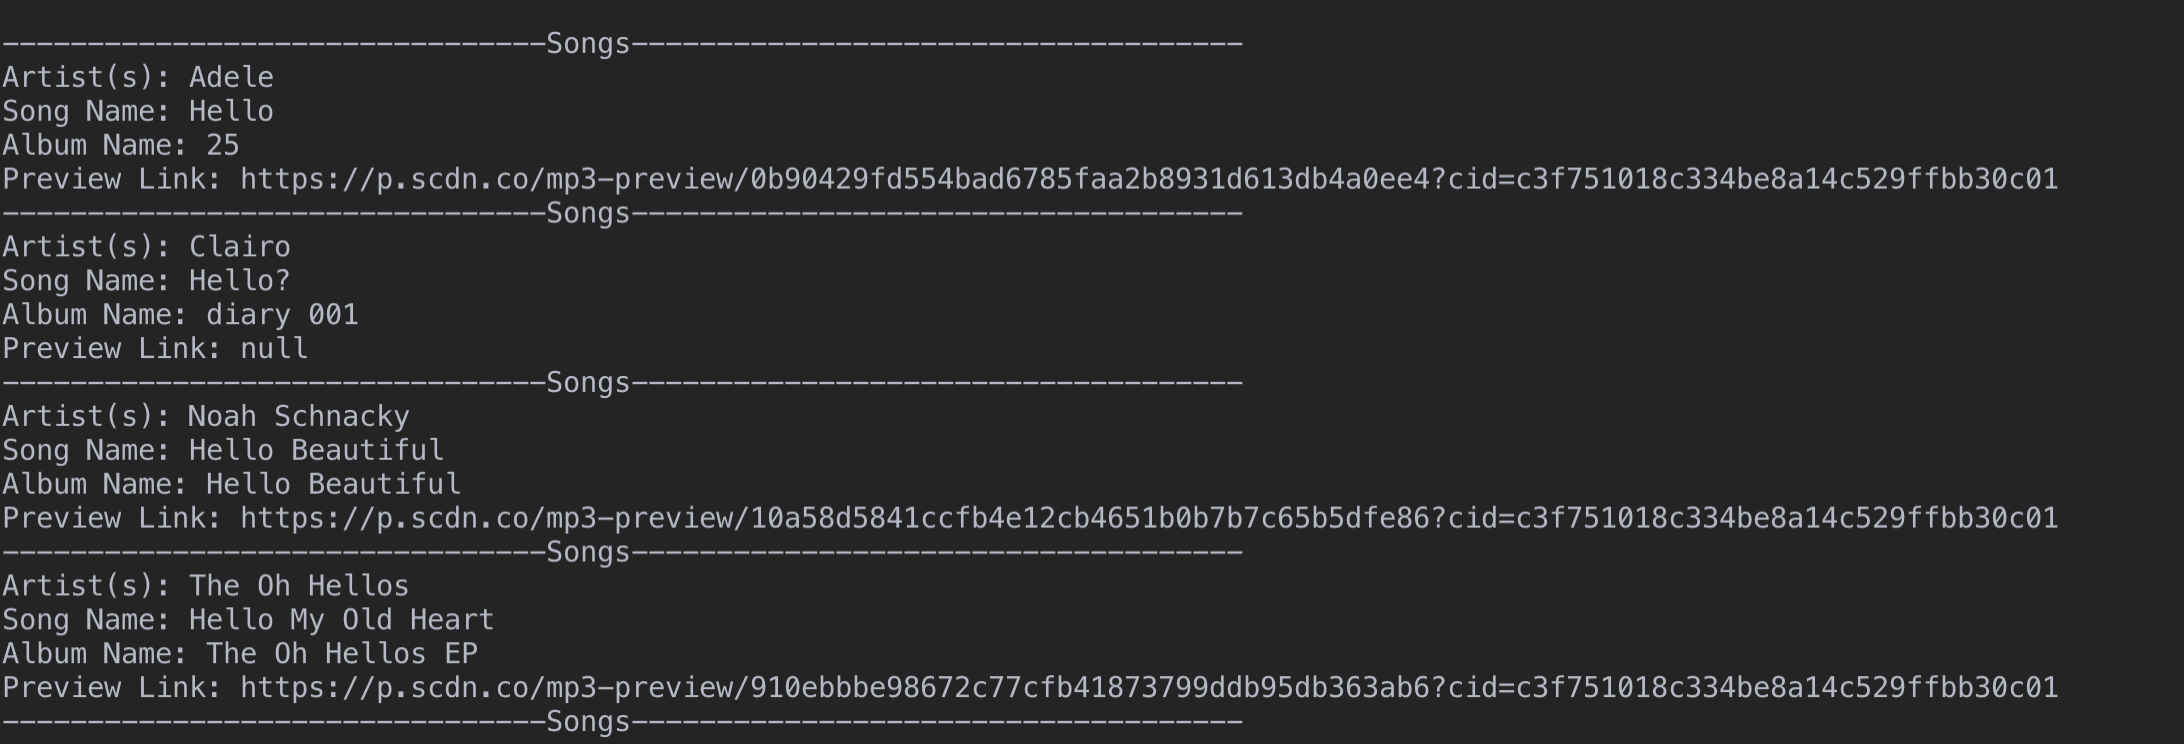 --------------------------------Songs------------------------------------
Artist(s): Adele
Song Name: Hello
Album Name: 25
Preview Link: https://p.scdn.co/mp3-preview/0b90429fd554bad6785faa2b8931d613db4a0ee4?cid=c3f751018c334be8a14c529ffbb30c01
--------------------------------Songs------------------------------------
Artist(s): Clairo
Song Name: Hello?
Album Name: diary 001
Preview Link: null
--------------------------------Songs------------------------------------
Artist(s): Noah Schnacky
Song Name: Hello Beautiful
Album Name: Hello Beautiful
Preview Link: https://p.scdn.co/mp3-preview/10a58d5841ccfb4e12cb4651b0b7b7c65b5dfe86?cid=c3f751018c334be8a14c529ffbb30c01
--------------------------------Songs------------------------------------
Artist(s): The Oh Hellos
Song Name: Hello My Old Heart
Album Name: The Oh Hellos EP
Preview Link: https://p.scdn.co/mp3-preview/910ebbbe98672c77cfb41873799ddb95db363ab6?cid=c3f751018c334be8a14c529ffbb30c01
--------------------------------Songs------------------------------------